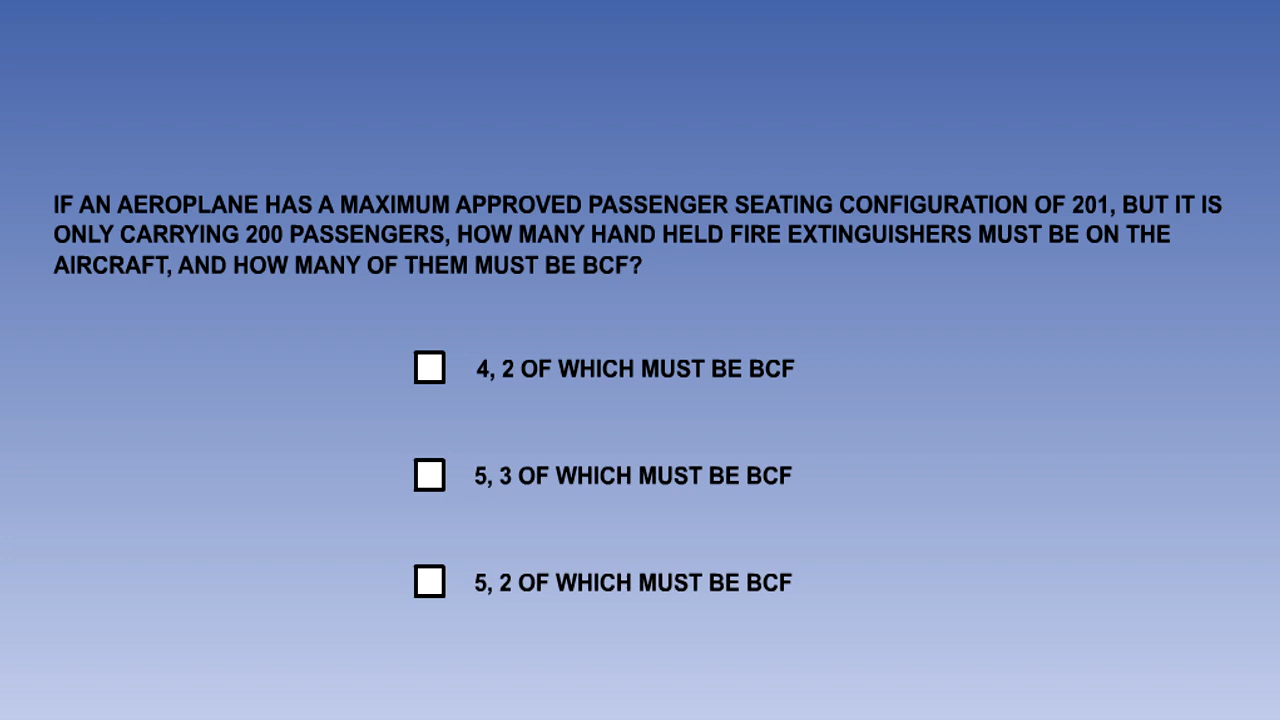 IF AN AEROPLANE HAS A MAXIMUM APPROVED PASSENGER SEATING CONFIGURATION OF 201, BUT IT IS
ONLY CARRYING 200 PASSENGERS, HOW MANY HAND HELD FIRE EXTINGUISHERS MUST BE ON THE
AIRCRAFT, AND HOW MANY OF THEM MUST BE BCF?
4, 2 OF WHICH MUST BE BCF
5, 3 OF WHICH MUST BE BCF
5, 2 OF WHICH MUST BE BCF